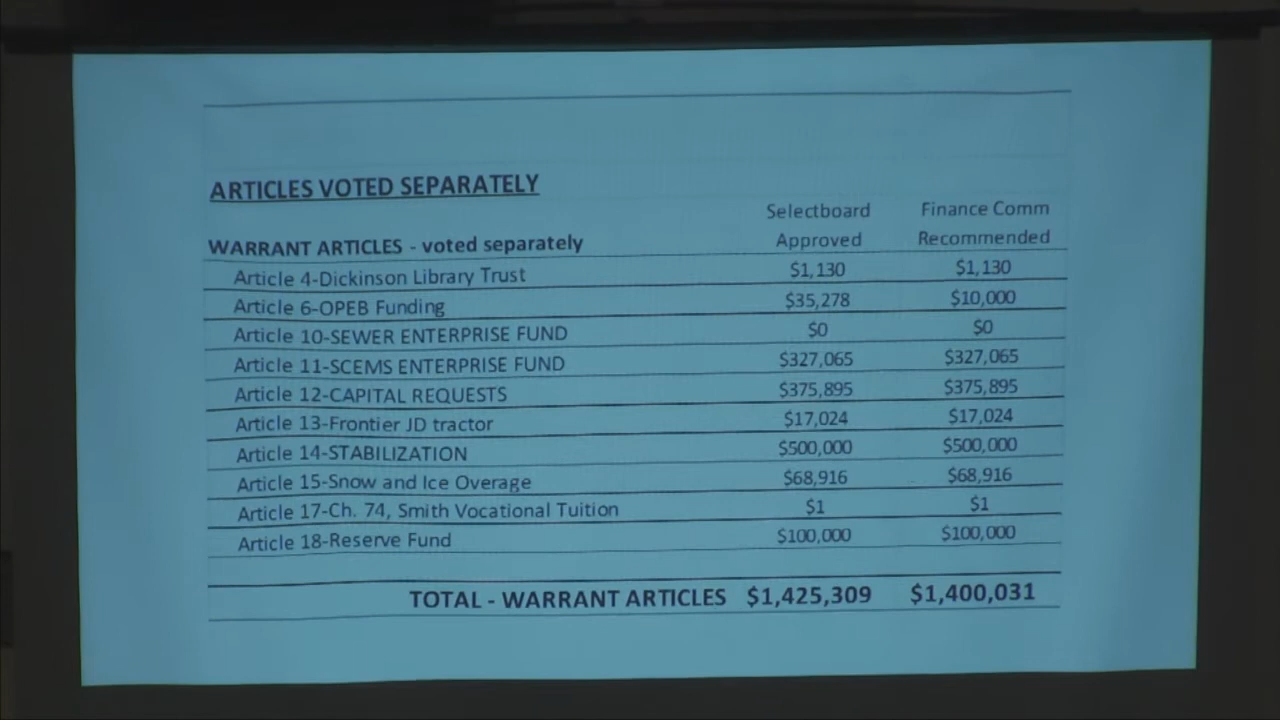 ARTICLES VOTED SEPARATELY
Selectboard Finance Comm
WARRANT ARTICLES - voted separately Approved Recommended
Article 4-Dickinson Library Trust $1,130 $1,130
Article 6-OPEB Funding $35,278 $10,000
Article 10-SEWER ENTERPRISE FUND $0 $0
Article 11-SCEMS ENTERPRISE FUND $327,065 $327,065
Article 12-CAPITAL REQUESTS $375,895 $375,895
Article 13-Frontier JD tractor $17,024 $17,024
Article 14-STABILIZATION $500,000 $500,000
Article 15-Snow and Ice Overage $68,916 $68,916
Article 17-Ch. 74, Smith Vocational Tuition $1 $1
Article 18-Reserve Fund $100,000 $100,000
TOTAL - WARRANT ARTICLES $1,425,309 $1,400,031